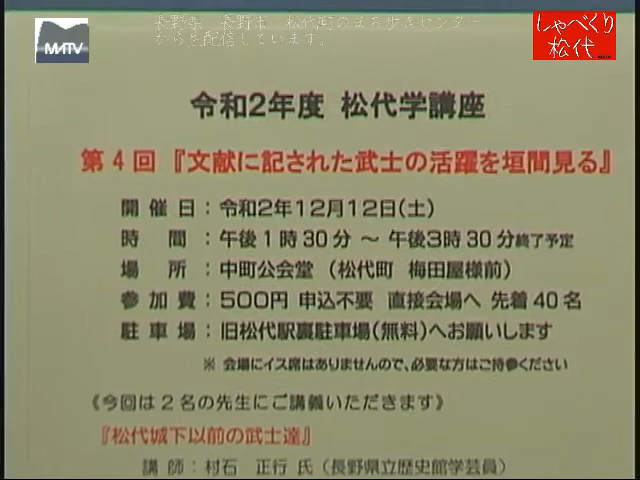 長野県 長野市 松代町のまち歩きセンター
からを配信しています。
MATV
しゃべくり
松代
令和2年度 松代学講座
第4回『文献に記された武士の活躍を垣間見る』
開催日：令和2年12月12日(土)
時間：午後1時30分 ～ 午後3時30分終了予定
場所：中町公会堂 (松代町 梅田屋様前)
参加費：500円 申込不要 直接会場へ 先着40名
駐車場：旧松代駅裏駐車場(無料)へお願いします
※ 会場にイス席はありませんので、必要な方はご持参ください
《今回は2名の先生にご講義いただきます》
『松代城下以前の武士達』
講師：村石 正行 氏 (長野県立歴史館学芸員)